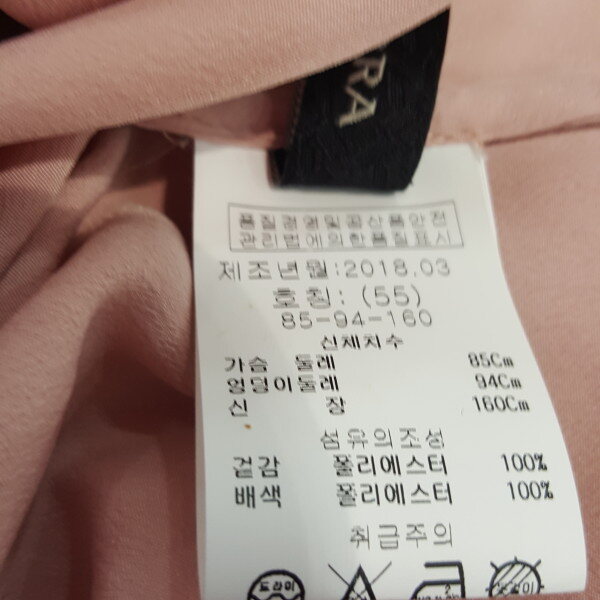 RA
품질경영및공산품안전
관리법에의한품질표시
제조년월:2018.03
호칭: (55)
85-94-160
신체치수
가슴 둘레 85Cm
엉덩이둘레 94Cm
신 장 160Cm
섬유의조성
겉감 폴리에스터 100%
배색 폴리에스터 100%
취급주의
드라이
2